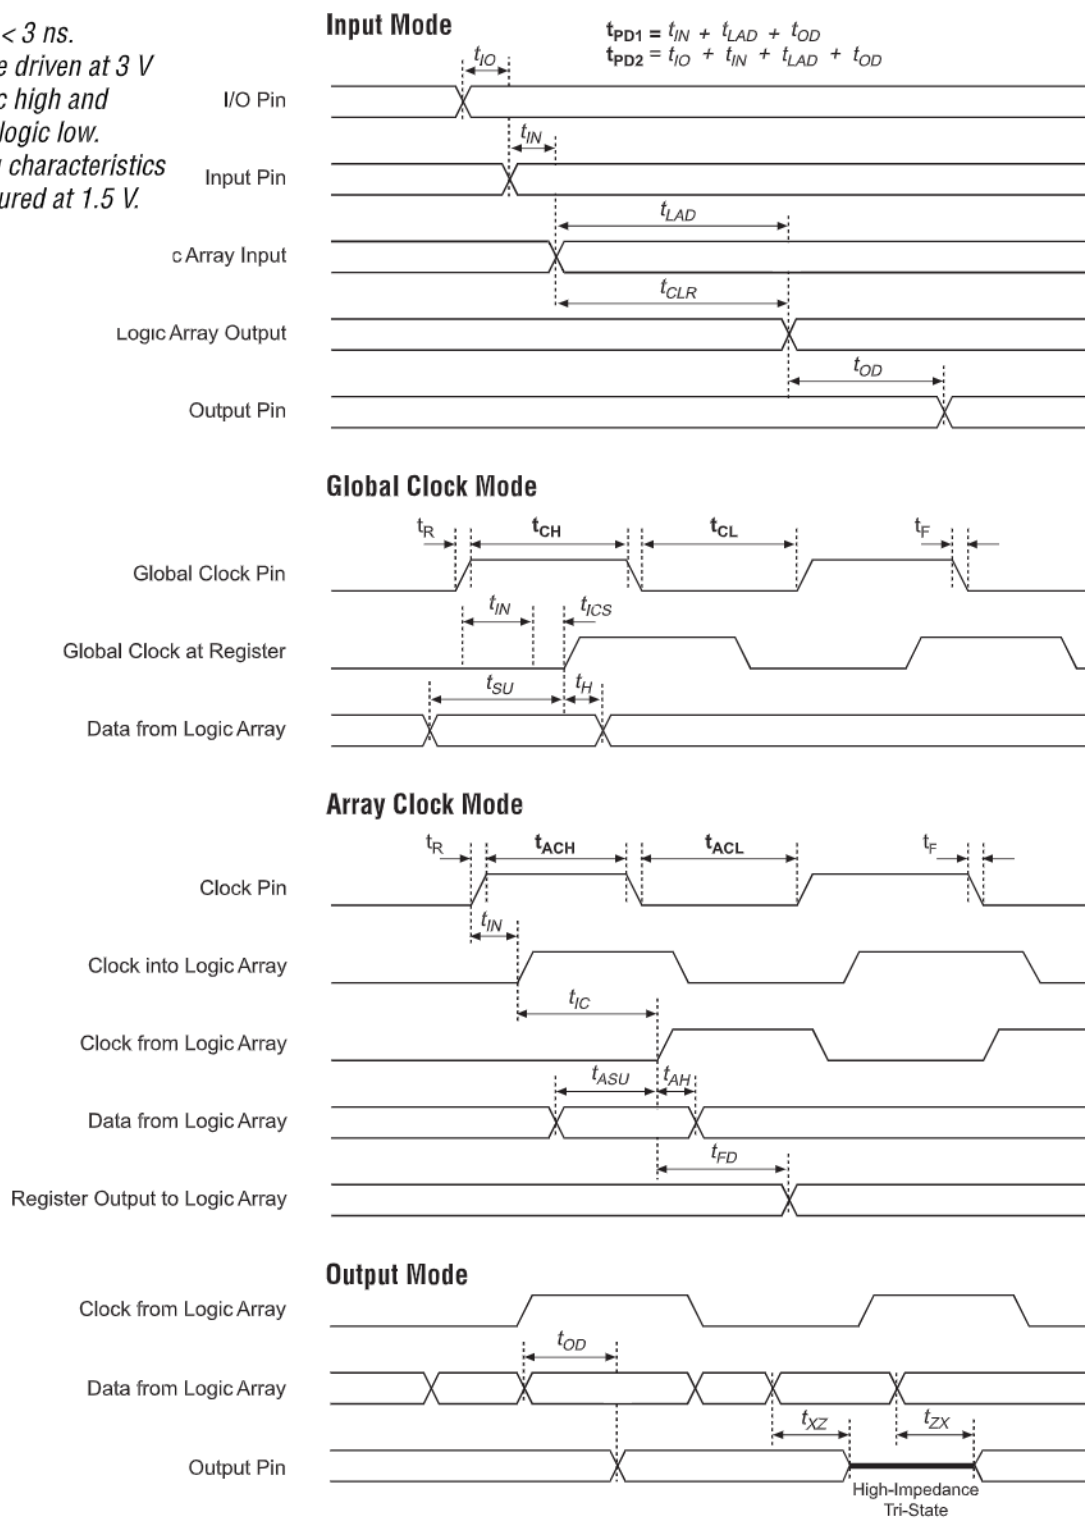 < 3 ns.
e driven at 3 V
c high and
logic low.
characteristics
ured at 1.5 V.
Input Mode
tPD1 = tIN + tLAD + tOD
tPD2 = tIO + tIN + tLAD + tOD
tIO
I/O Pin
tIN
Input Pin
tLAD
c Array Input
tCLR
Logic Array Output
tOD
Output Pin
Global Clock Mode
tR tCH tCL tF
Global Clock Pin
tIN tICS
Global Clock at Register
tSU tH
Data from Logic Array
Array Clock Mode
tR tACH tACL tF
Clock Pin
tIN
Clock into Logic Array
tIC
Clock from Logic Array
tASU tAH
Data from Logic Array
tFD
Register Output to Logic Array
Output Mode
Clock from Logic Array
tOD
Data from Logic Array
tXZ tZX
Output Pin
High-Impedance
Tri-State